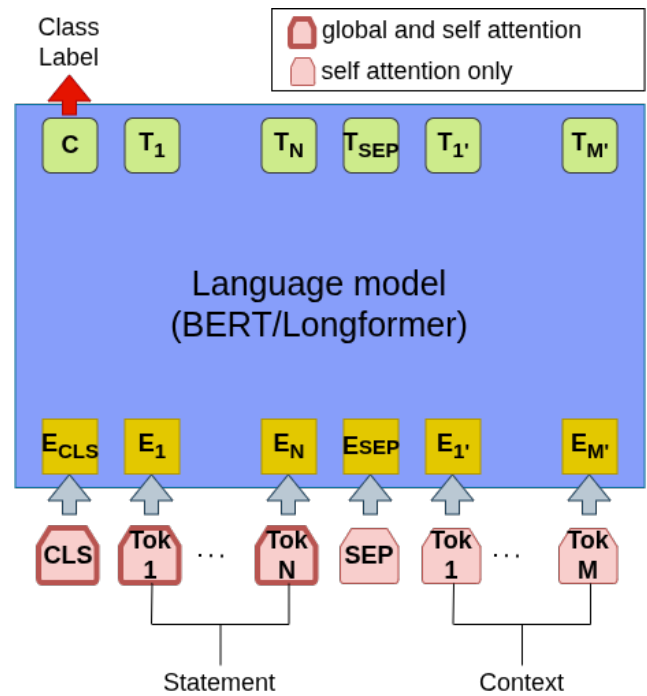 Class
Label
global and self attention
self attention only
C T1 TN TSEP T1' TM'
Language model
(BERT/Longformer)
ECLS E1 EN ESEP E1' EM'
CLS Tok 1 ... Tok N SEP Tok 1 ... Tok M
Statement Context